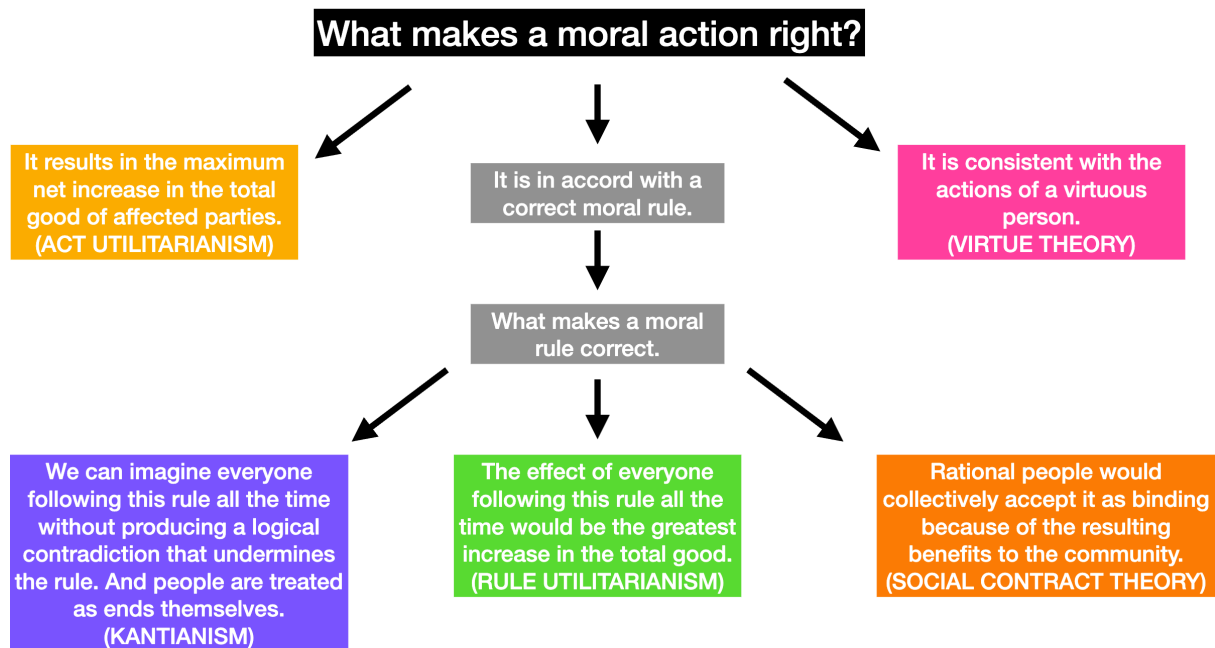 What makes a moral action right?
It results in the maximum
net increase in the total
good of affected parties.
(ACT UTILITARIANISM)
It is in accord with a
correct moral rule.
It is consistent with the
actions of a virtuous
person.
(VIRTUE THEORY)
What makes a moral
rule correct.
We can imagine everyone
following this rule all the time
without producing a logical
contradiction that undermines
the rule. And people are treated
as ends themselves.
(KANTIANISM)
The effect of everyone
following this rule all the
time would be the greatest
increase in the total good.
(RULE UTILITARIANISM)
Rational people would
collectively accept it as binding
because of the resulting
benefits to the community.
(SOCIAL CONTRACT THEORY)